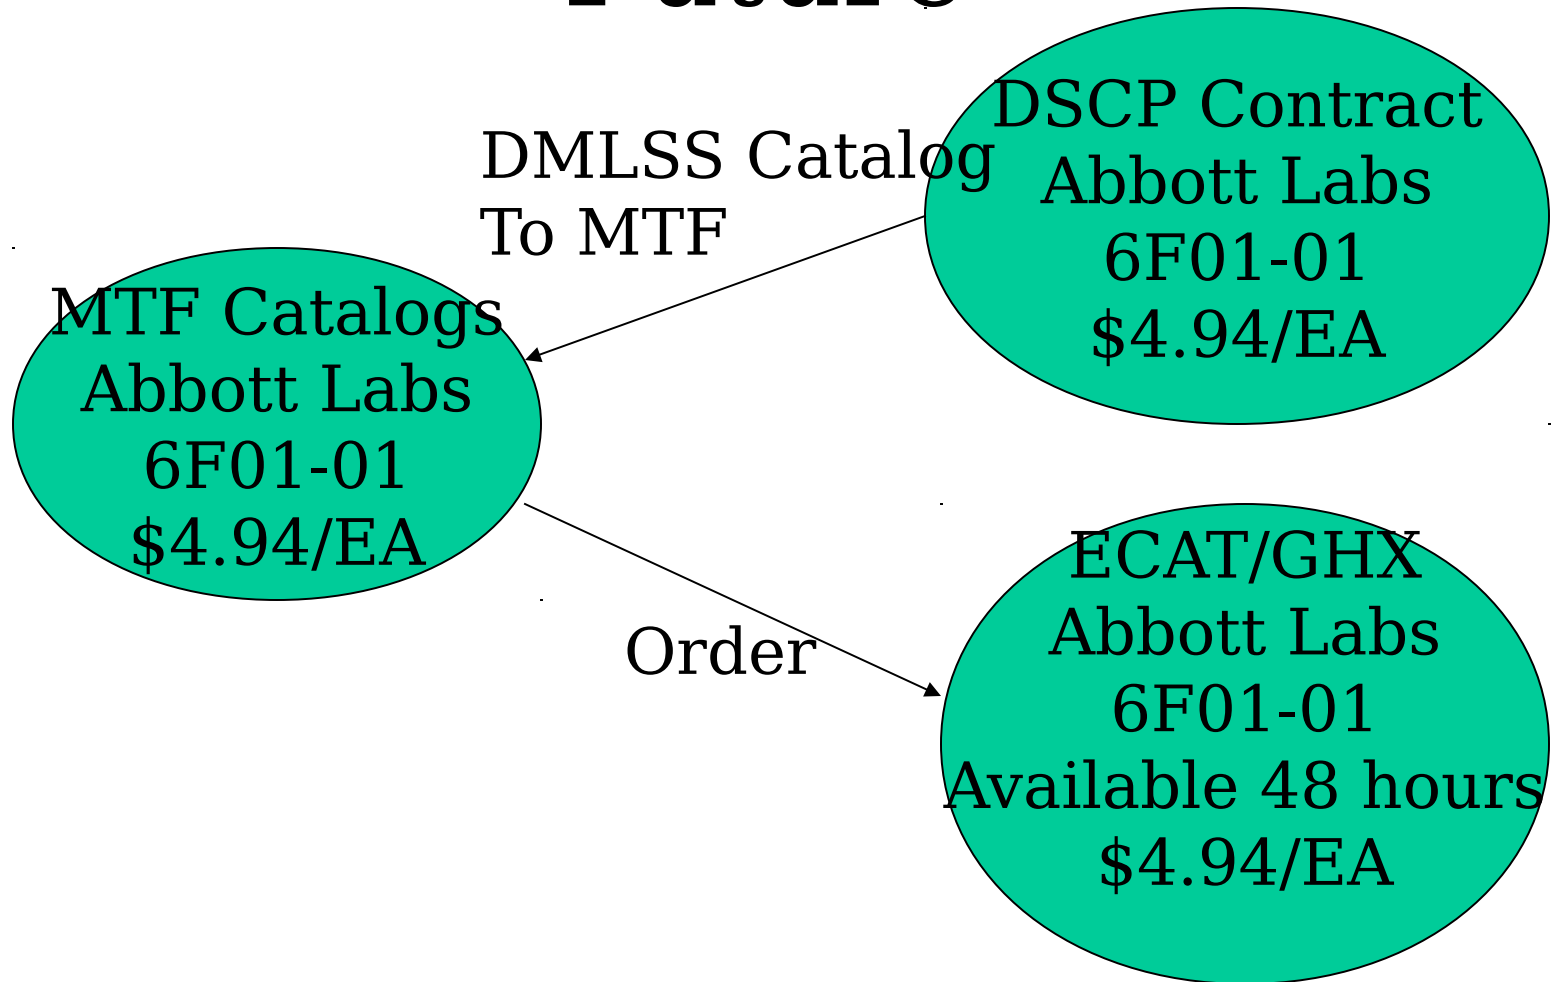 Future
DSCP Contract
Abbott Labs
6F01-01
$4.94/EA
DMLSS Catalog
To MTF
MTF Catalogs
Abbott Labs
6F01-01
$4.94/EA
Order
ECAT/GHX
Abbott Labs
6F01-01
Available 48 hours
$4.94/EA